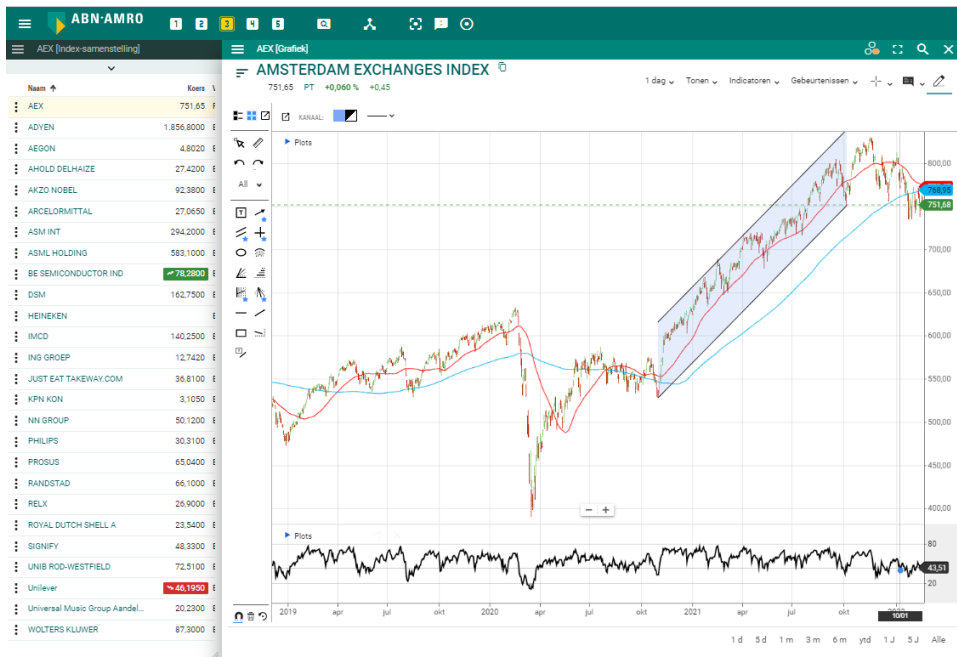 ABN·AMRO
1 2 3 4 5
AEX [Index-samenstelling]
AEX [Grafiek]
Naam Koers
AEX 751,65
ADYEN 1.856,8000
AEGON 4,8020
AHOLD DELHAIZE 27,4200
AKZO NOBEL 92,3800
ARCELORMITTAL 27,0650
ASM INT 294,2000
ASML HOLDING 583,1000
BE SEMICONDUCTOR IND 78,2800
DSM 162,7500
HEINEKEN
IMCD 140,2500
ING GROEP 12,7420
JUST EAT TAKEWAY.COM 36,8100
KPN KON 3,1050
NN GROUP 50,1200
PHILIPS 30,3100
PROSUS 65,0400
RANDSTAD 66,1000
RELX 26,9000
ROYAL DUTCH SHELL A 23,5400
SIGNIFY 48,3300
UNIB ROD-WESTFIELD 72,5100
Unilever 46,1950
Universal Music Group Aandel... 20,2300
WOLTERS KLUWER 87,3000
AMSTERDAM EXCHANGES INDEX
751,65 PT +0,060 % +0,45
1 dag Tonen Indicatoren Gebeurtenissen
KANAAL:
Plots
All
T
800,00
768,95
751,68
700,00
650,00
600,00
550,00
500,00
450,00
400,00
− +
Plots
80
43,51
20
2019 apr jul okt 2020 apr jul okt 2021 apr jul okt
10/01
1 d 5 d 1 m 3 m 6 m ytd 1 J 5 J Alle